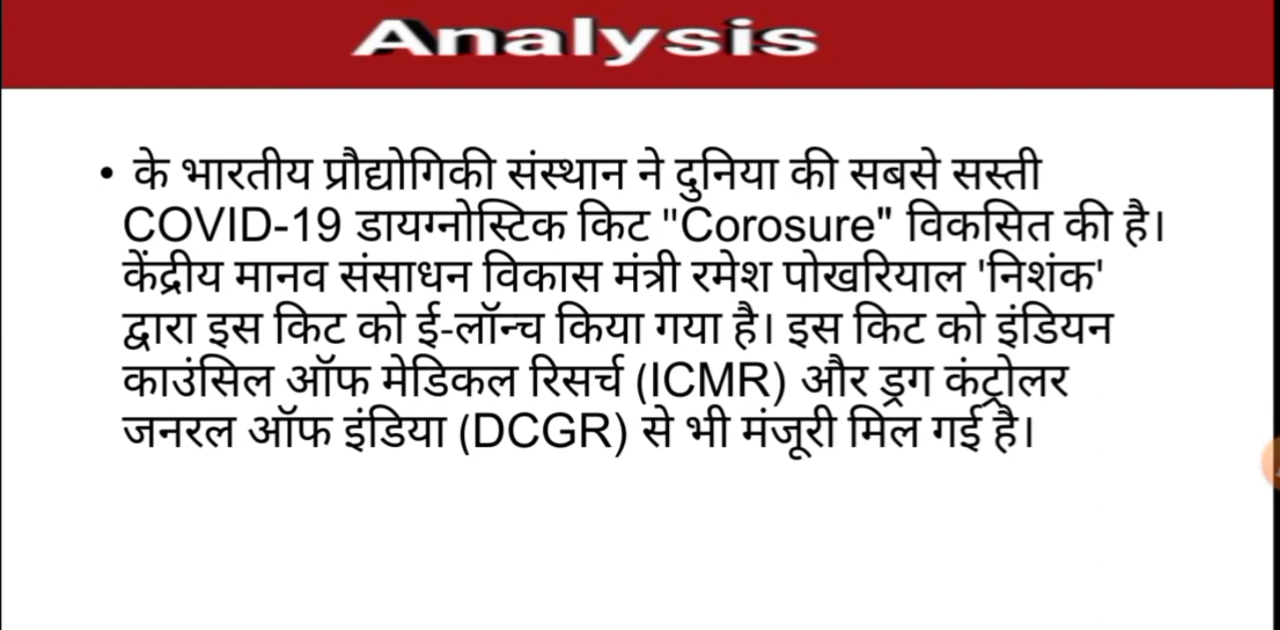 Analysis
• के भारतीय प्रौद्योगिकी संस्थान ने दुनिया की सबसे सस्ती
COVID-19 डायग्नोस्टिक किट "Corosure" विकसित की है।
केंद्रीय मानव संसाधन विकास मंत्री रमेश पोखरियाल 'निशंक'
द्वारा इस किट को ई-लॉन्च किया गया है। इस किट को इंडियन
काउंसिल ऑफ मेडिकल रिसर्च (ICMR) और ड्रग कंट्रोलर
जनरल ऑफ इंडिया (DCGR) से भी मंजूरी मिल गई है।